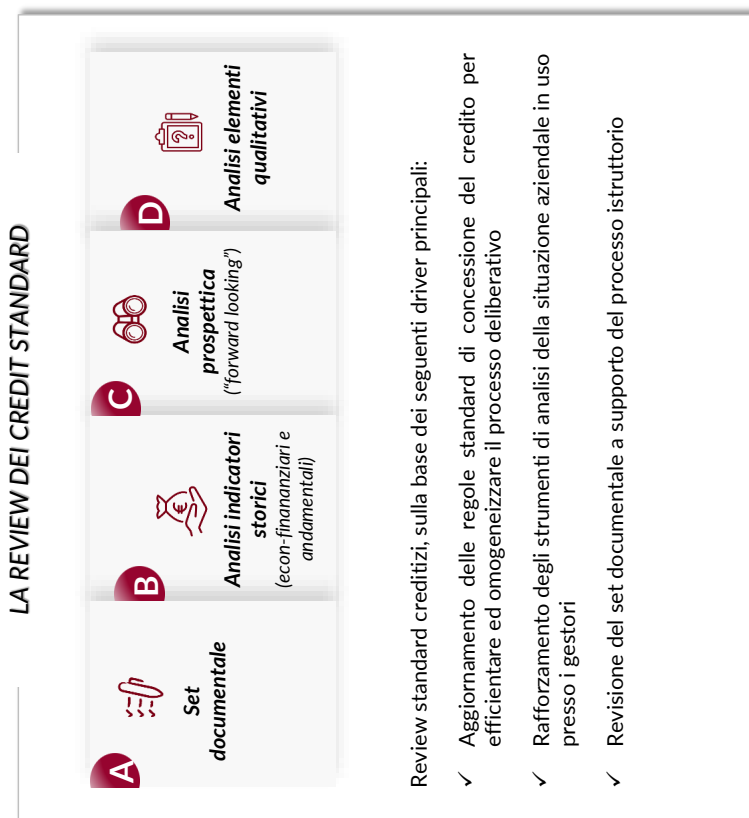 LA REVIEW DEI CREDIT STANDARD
A
Set
documentale
B
€
Analisi indicatori
storici
(econ-finananziari e
andamentali)
C
Analisi
prospettica
("forward looking")
D
?
Analisi elementi
qualitativi
Review standard creditizi, sulla base dei seguenti driver principali:
✓ Aggiornamento delle regole standard di concessione del credito per
efficientare ed omogeneizzare il processo deliberativo
✓ Rafforzamento degli strumenti di analisi della situazione aziendale in uso
presso i gestori
✓ Revisione del set documentale a supporto del processo istruttorio